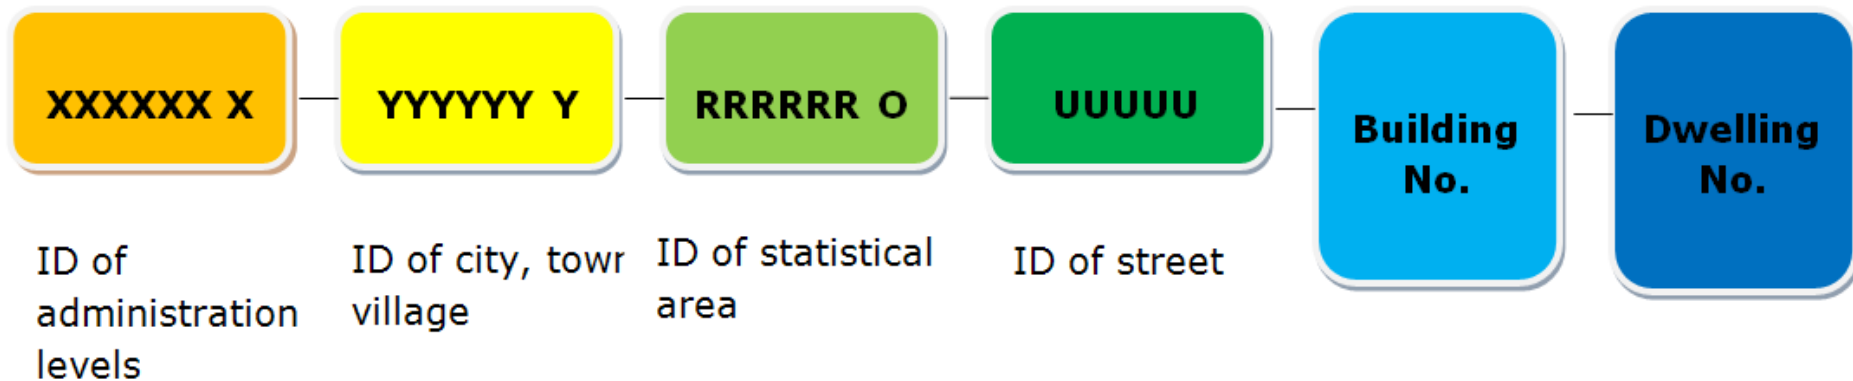 XXXXXX X
YYYYYY Y
RRRRRR O
UUUUU
Building
No.
Dwelling
No.
ID of
administration
levels
ID of city, town
village
ID of statistical
area
ID of street